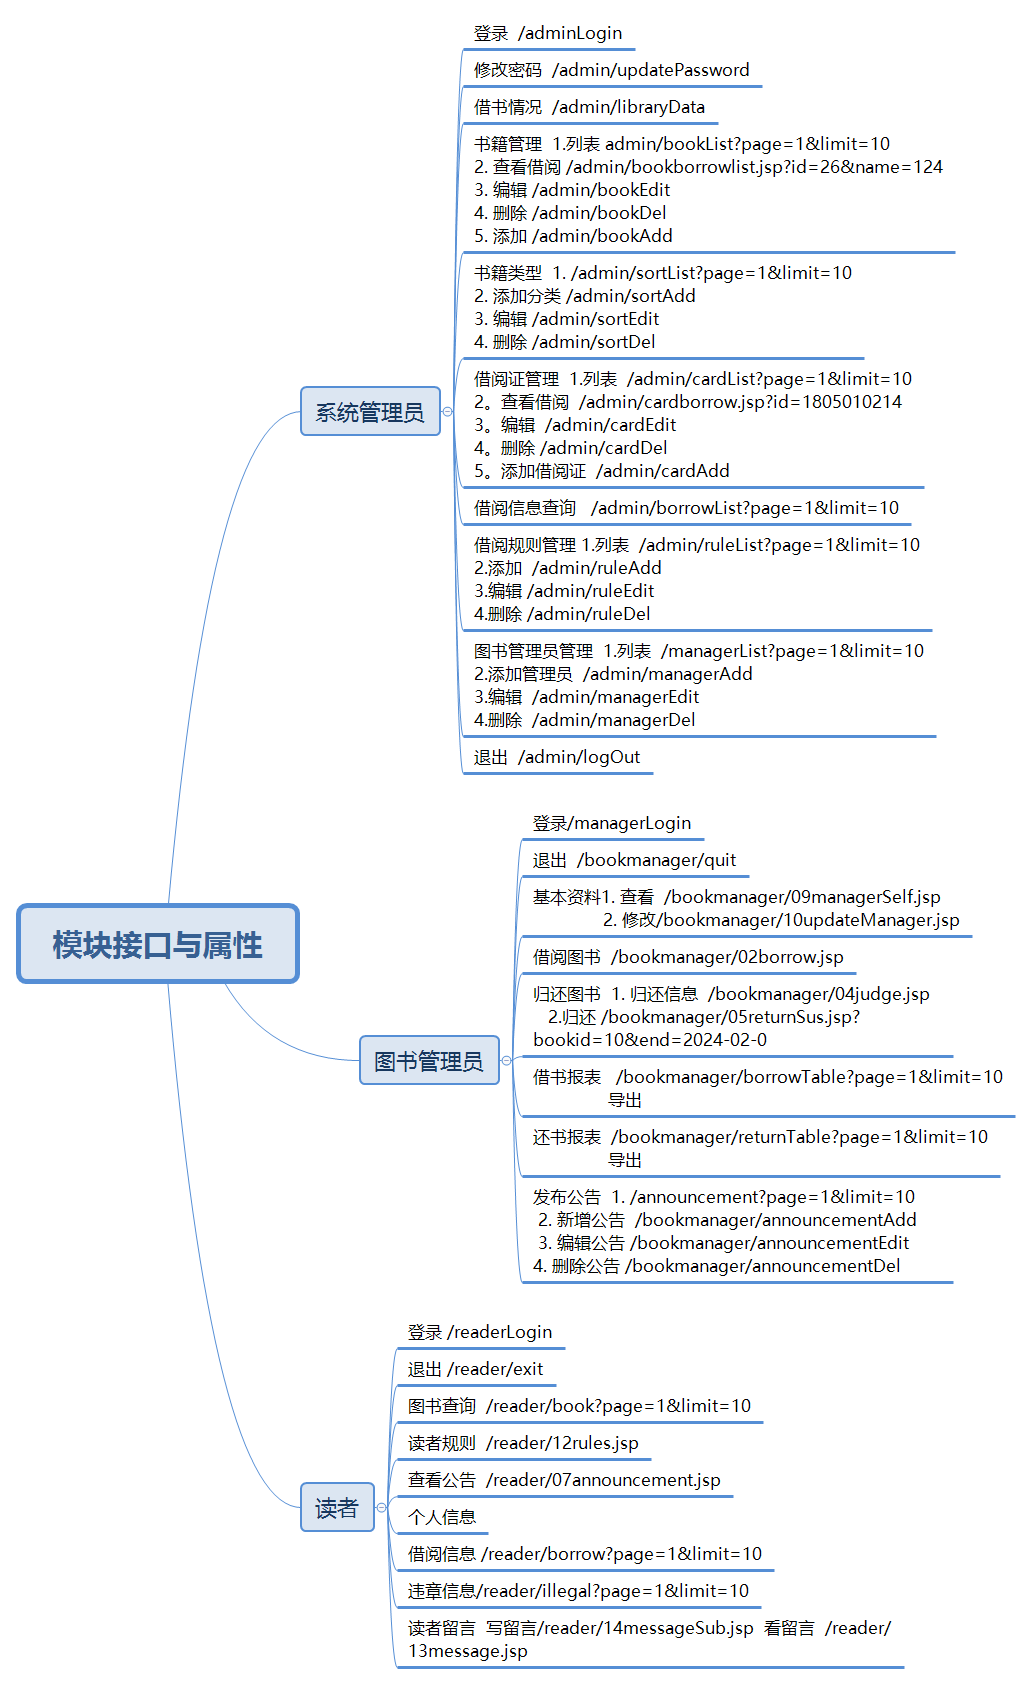 模块接口与属性
系统管理员
登录  /adminLogin
修改密码  /admin/updatePassword
借书情况  /admin/libraryData
书籍管理  1.列表 admin/bookList?page=1&limit=10
2. 查看借阅 /admin/bookborrowlist.jsp?id=26&name=124
3. 编辑 /admin/bookEdit
4. 删除 /admin/bookDel
5. 添加 /admin/bookAdd
书籍类型  1. /admin/sortList?page=1&limit=10
2. 添加分类 /admin/sortAdd
3. 编辑 /admin/sortEdit
4. 删除 /admin/sortDel
借阅证管理  1.列表  /admin/cardList?page=1&limit=10
2。查看借阅  /admin/cardborrow.jsp?id=1805010214
3。编辑  /admin/cardEdit
4。删除 /admin/cardDel
5。添加借阅证  /admin/cardAdd
借阅信息查询   /admin/borrowList?page=1&limit=10
借阅规则管理 1.列表  /admin/ruleList?page=1&limit=10
2.添加  /admin/ruleAdd
3.编辑 /admin/ruleEdit
4.删除 /admin/ruleDel
图书管理员管理  1.列表  /managerList?page=1&limit=10
2.添加管理员  /admin/managerAdd
3.编辑  /admin/managerEdit
4.删除  /admin/managerDel
退出  /admin/logOut
图书管理员
登录/managerLogin
退出  /bookmanager/quit
基本资料1. 查看  /bookmanager/09managerSelf.jsp
2. 修改/bookmanager/10updateManager.jsp
借阅图书  /bookmanager/02borrow.jsp
归还图书  1. 归还信息  /bookmanager/04judge.jsp
2.归还 /bookmanager/05returnSus.jsp?
bookid=10&end=2024-02-0
借书报表   /bookmanager/borrowTable?page=1&limit=10
导出
还书报表  /bookmanager/returnTable?page=1&limit=10
导出
发布公告  1. /announcement?page=1&limit=10
2. 新增公告  /bookmanager/announcementAdd
3. 编辑公告 /bookmanager/announcementEdit
4. 删除公告 /bookmanager/announcementDel
读者
登录 /readerLogin
退出 /reader/exit
图书查询  /reader/book?page=1&limit=10
读者规则  /reader/12rules.jsp
查看公告  /reader/07announcement.jsp
个人信息
借阅信息 /reader/borrow?page=1&limit=10
违章信息/reader/illegal?page=1&limit=10
读者留言  写留言/reader/14messageSub.jsp  看留言  /reader/
13message.jsp